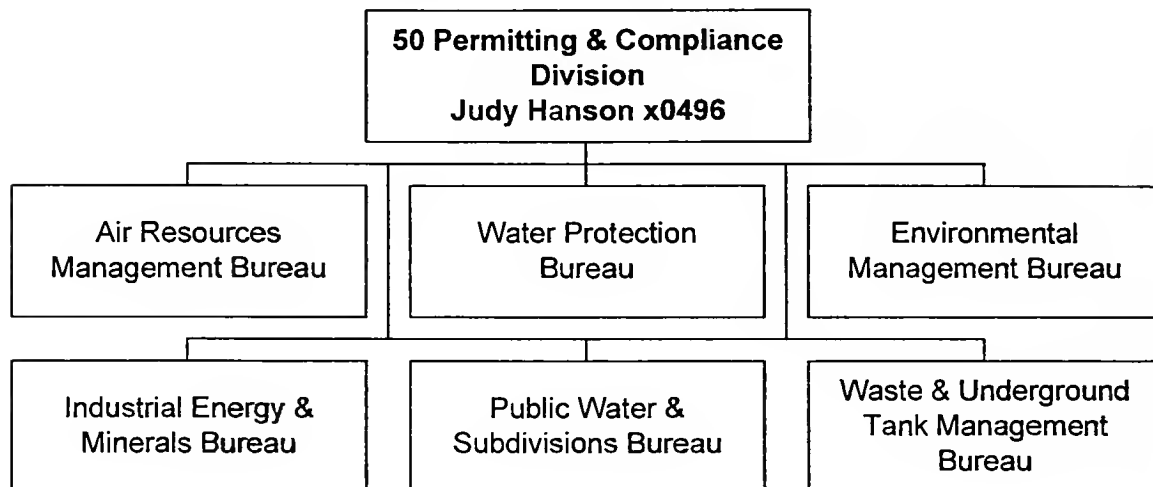 50 Permitting & Compliance
Division
Judy Hanson x0496
Air Resources
Management Bureau
Water Protection
Bureau
Environmental
Management Bureau
Industrial Energy &
Minerals Bureau
Public Water &
Subdivisions Bureau
Waste & Underground
Tank Management
Bureau